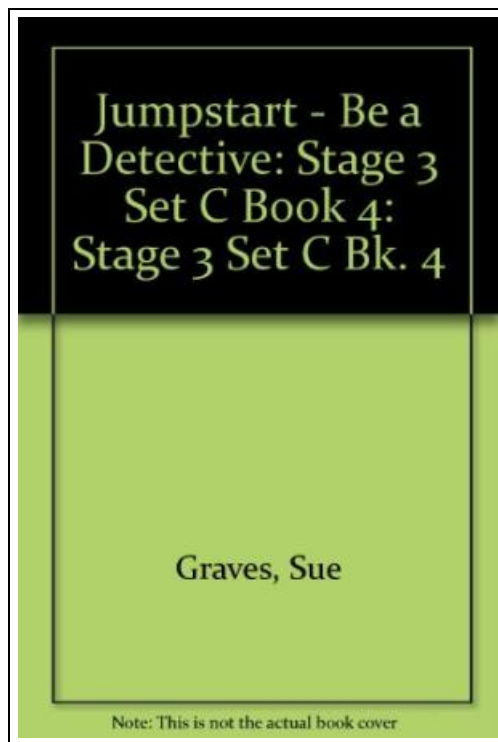 Jumpstart - Be a
Detective: Stage 3
Set C Book 4:
Stage 3 Set C Bk. 4
Graves, Sue
Note: This is not the actual book cover